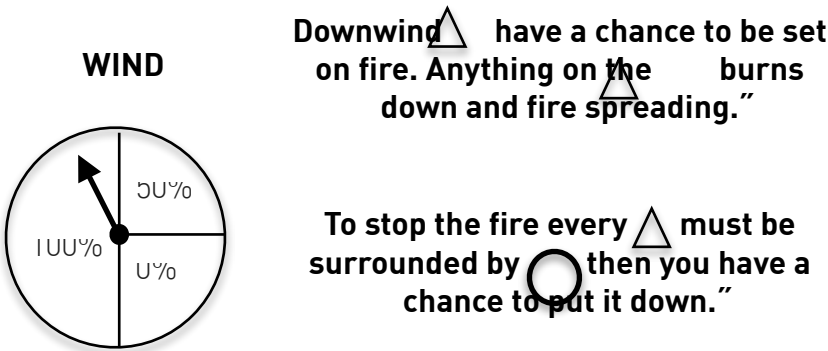 WIND
50%
100%
0%
Downwind have a chance to be set
on fire. Anything on the burns
down and fire spreading.”
To stop the fire every must be
surrounded by then you have a
chance to put it down.”